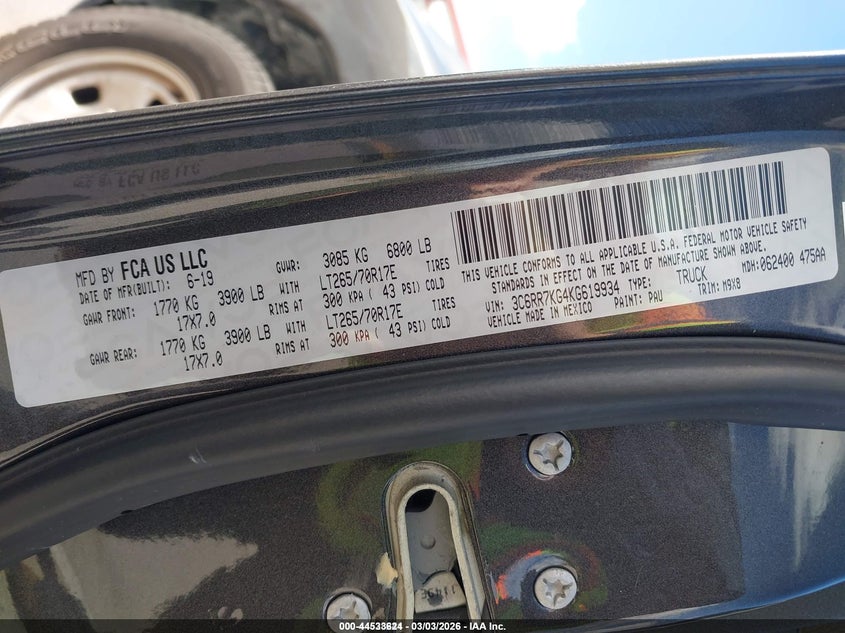 MFD BY FCA US LLC
DATE OF MFR(BUILT): 6-19
GVWR: 3085 KG 6800 LB
GAWR FRONT: 1770 KG 3900 LB WITH LT265/70R17E TIRES
17X7.0 RIMS AT 300 KPA ( 43 PSI) COLD
GAWR REAR: 1770 KG 3900 LB WITH LT265/70R17E TIRES
17X7.0 RIMS AT 300 KPA ( 43 PSI) COLD
THIS VEHICLE CONFORMS TO ALL APPLICABLE U.S.A. FEDERAL MOTOR VEHICLE SAFETY
STANDARDS IN EFFECT ON THE DATE OF MANUFACTURE SHOWN ABOVE.
VIN: 3C6RR7KG4KG619934 TYPE: TRUCK MDH: 062400 475AA
VEHICLE MADE IN MEXICO PAINT: PAU TRIM: M9X8
000-44533624 - 03/03/2026 - IAA Inc.